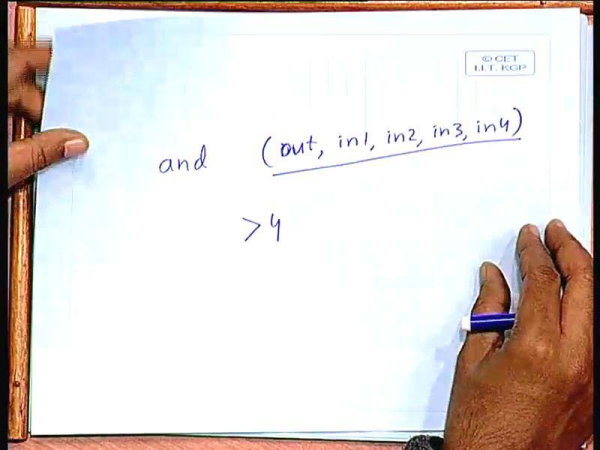 © CET
I.I.T. KGP
and (out, in1, in2, in3, in4)
>4